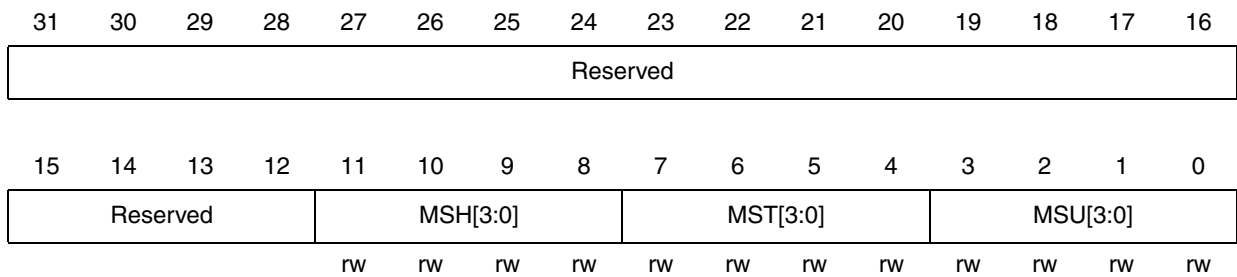 31 30 29 28 27 26 25 24 23 22 21 20 19 18 17 16
Reserved
15 14 13 12 11 10 9 8 7 6 5 4 3 2 1 0
Reserved MSH[3:0] MST[3:0] MSU[3:0]
rw rw rw rw rw rw rw rw rw rw rw rw